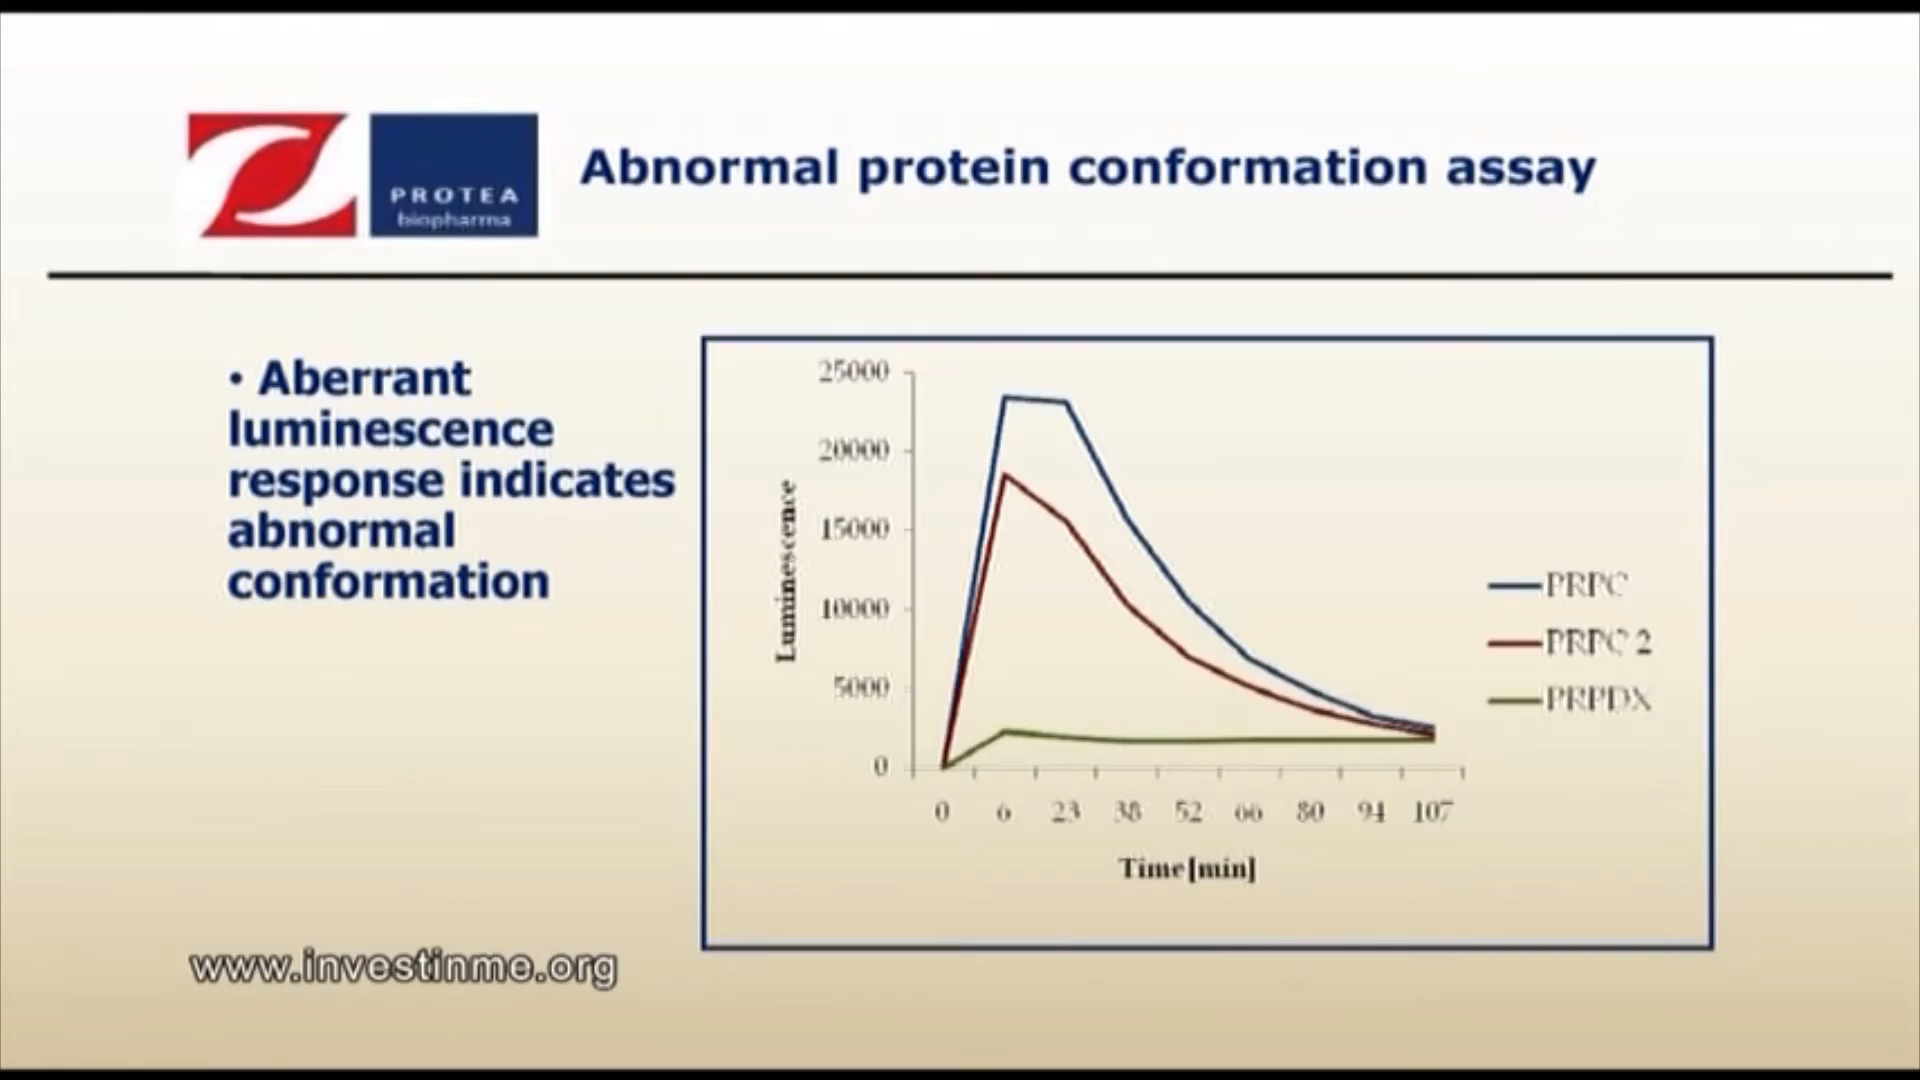 PROTEA
biopharma
Abnormal protein conformation assay
• Aberrant
luminescence
response indicates
abnormal
conformation
25000
20000
15000
10000
5000
0
Luminescence
0 6 23 38 52 66 80 94 107
Time[min]
PRPC
PRPC 2
PRPDX
www.investinme.org